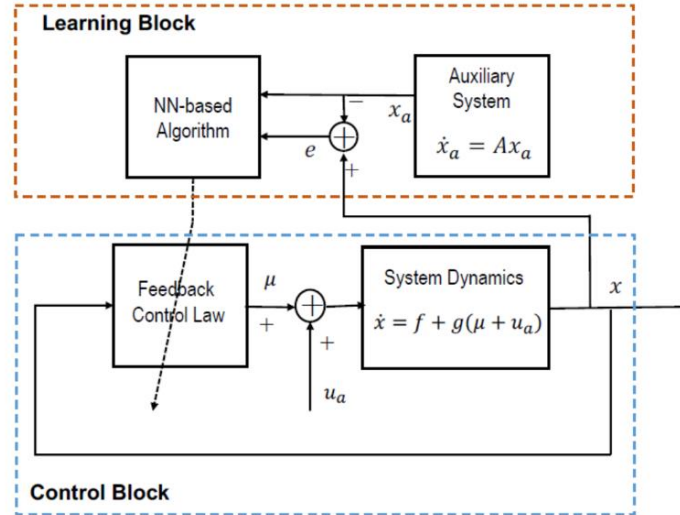 Learning Block
NN-based
Algorithm
−
x_a
e
+
+
Auxiliary
System
ẋ_a = Ax_a
Feedback
Control Law
μ
+
+
+
u_a
System Dynamics
ẋ = f + g(μ + u_a)
x
Control Block